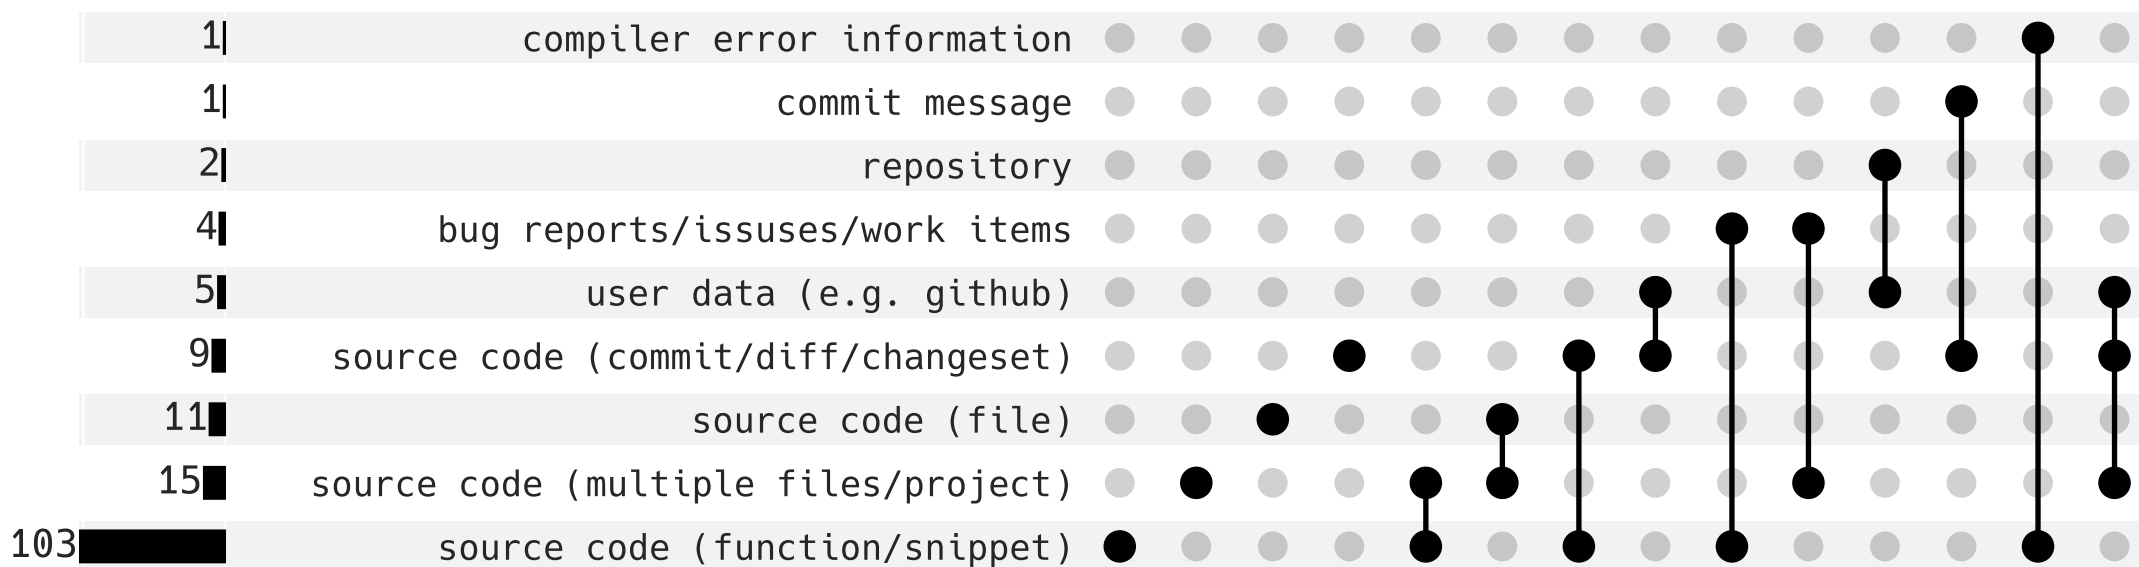 1 compiler error information
1 commit message
2 repository
4 bug reports/issuses/work items
5 user data (e.g. github)
9 source code (commit/diff/changeset)
11 source code (file)
15 source code (multiple files/project)
103 source code (function/snippet)